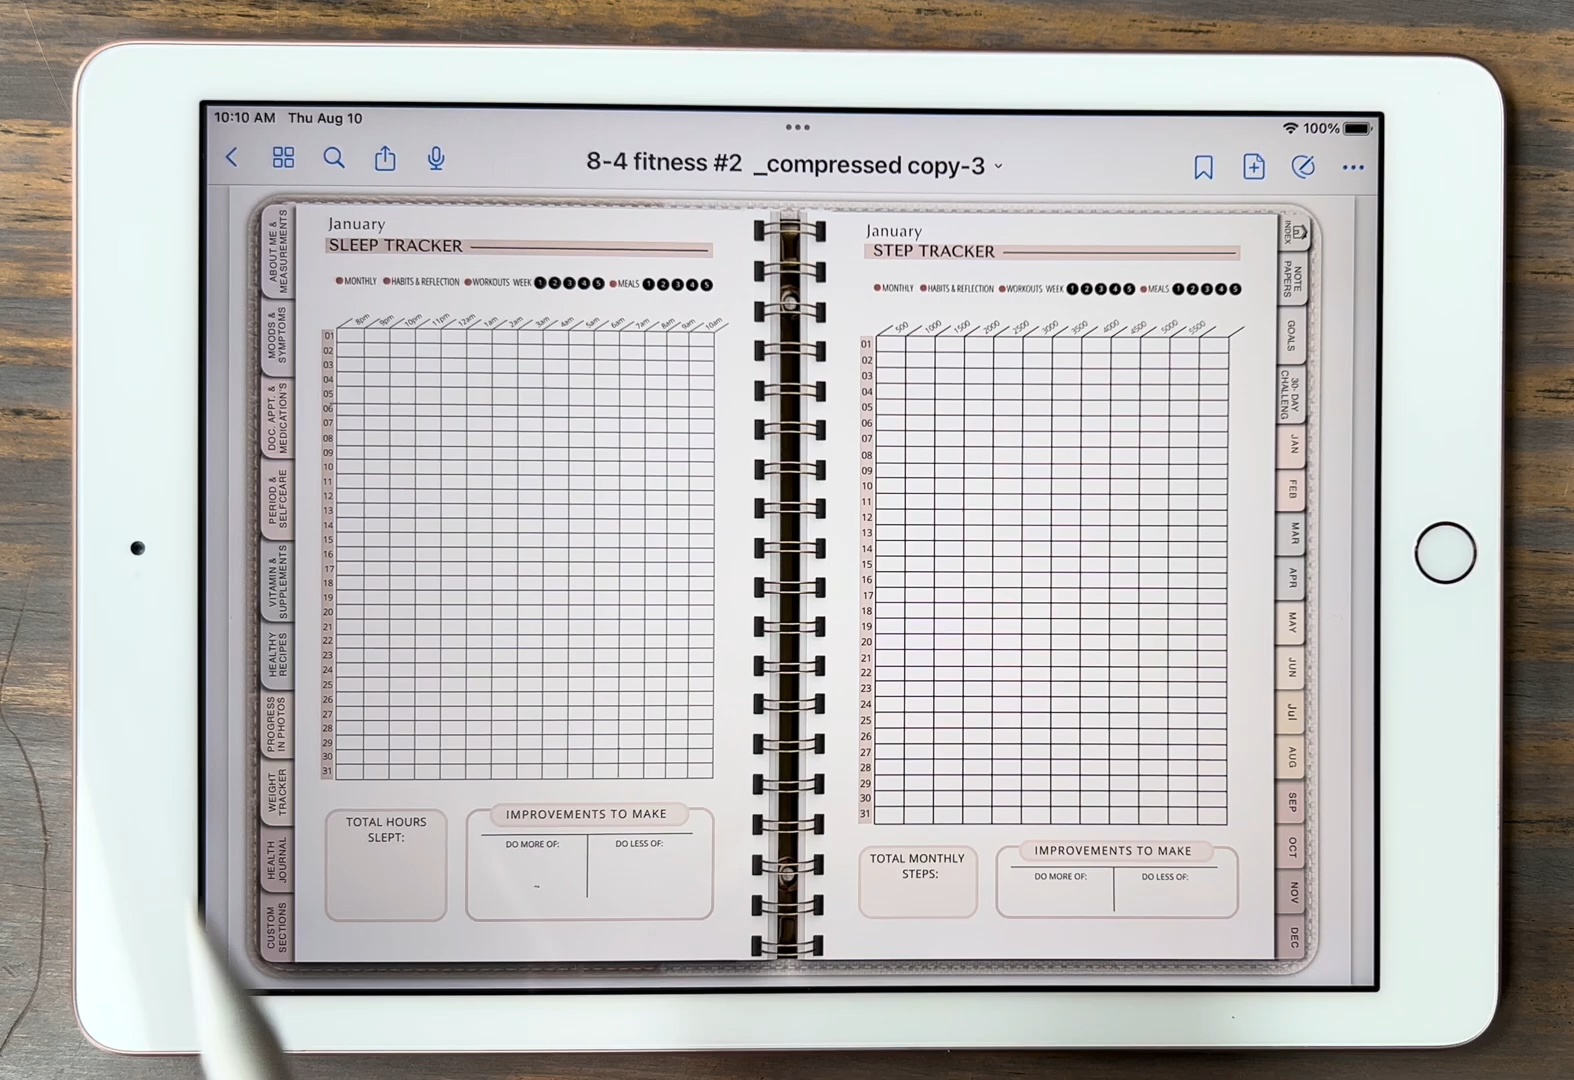 10:10 AM Thu Aug 10
100%
8-4 fitness #2 _compressed copy-3
ABOUT ME &
MEASUREMENTS
MOODS &
SYMPTOMS
DOC. APPT. &
MEDICATION'S
PERIOD &
SELFCEARE
VITAMIN &
SUPPLEMENTS
HEALTHY
RECIPES
PROGRESS
IN PHOTOS
WEIGHT
TRACKER
HEALTH
JOURNAL
CUSTOM
SECTIONS
January
SLEEP TRACKER
MONTHLY HABITS & REFLECTION WORKOUTS WEEK 1 2 3 4 5 MEALS 1 2 3 4 5
8pm 9pm 10pm 11pm 12am 1am 2am 3am 4am 5am 6am 7am 8am 9am 10am
01
02
03
04
05
06
07
08
09
10
11
12
13
14
15
16
17
18
19
20
21
22
23
24
25
26
27
28
29
30
31
TOTAL HOURS
SLEPT:
IMPROVEMENTS TO MAKE
DO MORE OF: DO LESS OF:
January
STEP TRACKER
MONTHLY HABITS & REFLECTION WORKOUTS WEEK 1 2 3 4 5 MEALS 1 2 3 4 5
500 1000 1500 2000 2500 3000 3500 4000 4500 5000 5500
01
02
03
04
05
06
07
08
09
10
11
12
13
14
15
16
17
18
19
20
21
22
23
24
25
26
27
28
29
30
31
TOTAL MONTHLY
STEPS:
IMPROVEMENTS TO MAKE
DO MORE OF: DO LESS OF:
INDEX
NOTE
PAPERS
GOALS
30- DAY
CHALLENG
JAN
FEB
MAR
APR
MAY
JUN
Jul
AUG
SEP
OCT
NOV
DEC